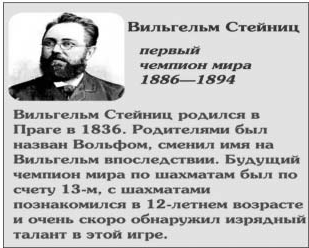 Вильгельм Стейниц
первый
чемпион мира
1886—1894
Вильгельм Стейниц родился в
Праге в 1836. Родителями был
назван Вольфом, сменил имя на
Вильгельм впоследствии. Будущий
чемпион мира по шахматам был по
счету 13-м, с шахматами
познакомился в 12-летнем возрасте
и очень скоро обнаружил изрядный
талант в этой игре.